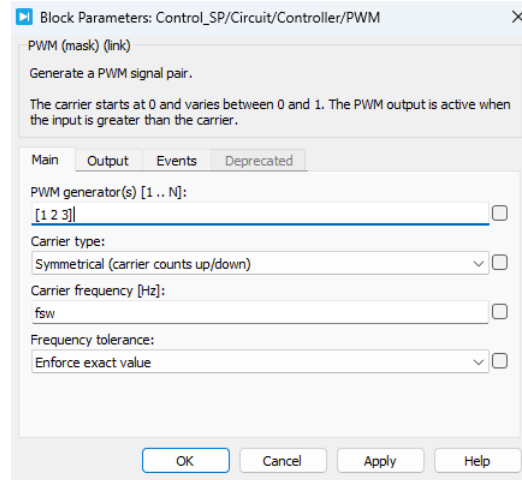 Block Parameters: Control_SP/Circuit/Controller/PWM
PWM (mask) (link)
Generate a PWM signal pair.
The carrier starts at 0 and varies between 0 and 1. The PWM output is active when
the input is greater than the carrier.
Main Output Events Deprecated
PWM generator(s) [1 .. N]:
[1 2 3]
Carrier type:
Symmetrical (carrier counts up/down)
Carrier frequency [Hz]:
fsw
Frequency tolerance:
Enforce exact value
OK Cancel Apply Help